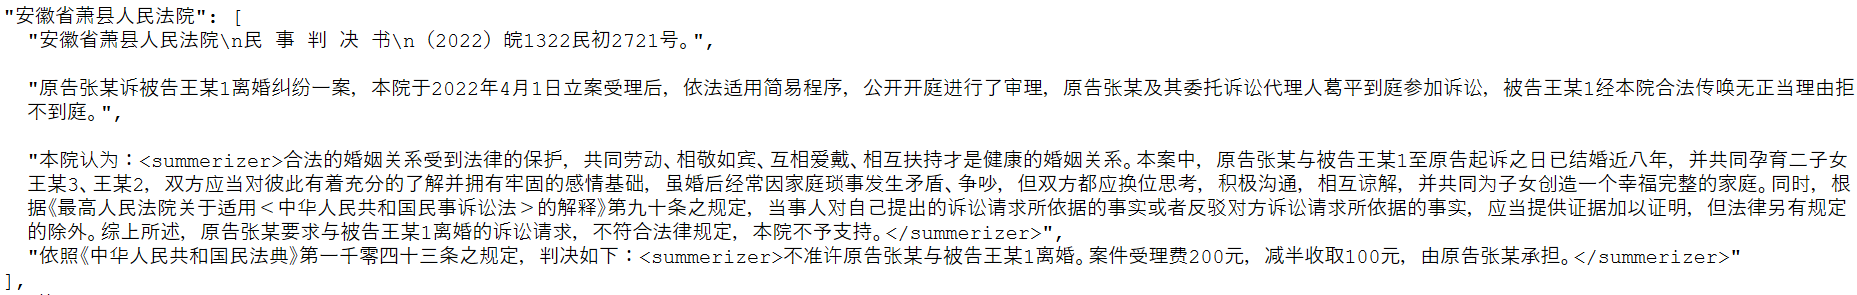 "安徽省萧县人民法院": [
"安徽省萧县人民法院\n民 事 判 决 书\n（2022）皖1322民初2721号。",
"原告张某诉被告王某1离婚纠纷一案，本院于2022年4月1日立案受理后，依法适用简易程序，公开开庭进行了审理，原告张某及其委托诉讼代理人葛平到庭参加诉讼，被告王某1经本院合法传唤无正当理由拒
不到庭。",
"本院认为：<summerizer>合法的婚姻关系受到法律的保护，共同劳动、相敬如宾、互相爱戴、相互扶持才是健康的婚姻关系。本案中，原告张某与被告王某1至原告起诉之日已结婚近八年，并共同孕育二子女
王某3、王某2，双方应当对彼此有着充分的了解并拥有牢固的感情基础，虽婚后经常因家庭琐事发生矛盾、争吵，但双方都应换位思考，积极沟通，相互谅解，并共同为子女创造一个幸福完整的家庭。同时，根
据《最高人民法院关于适用＜中华人民共和国民事诉讼法＞的解释》第九十条之规定，当事人对自己提出的诉讼请求所依据的事实或者反驳对方诉讼请求所依据的事实，应当提供证据加以证明，但法律另有规定
的除外。综上所述，原告张某要求与被告王某1离婚的诉讼请求，不符合法律规定，本院不予支持。</summerizer>",
"依照《中华人民共和国民法典》第一千零四十三条之规定，判决如下：<summerizer>不准许原告张某与被告王某1离婚。案件受理费200元，减半收取100元，由原告张某承担。</summerizer>"
],